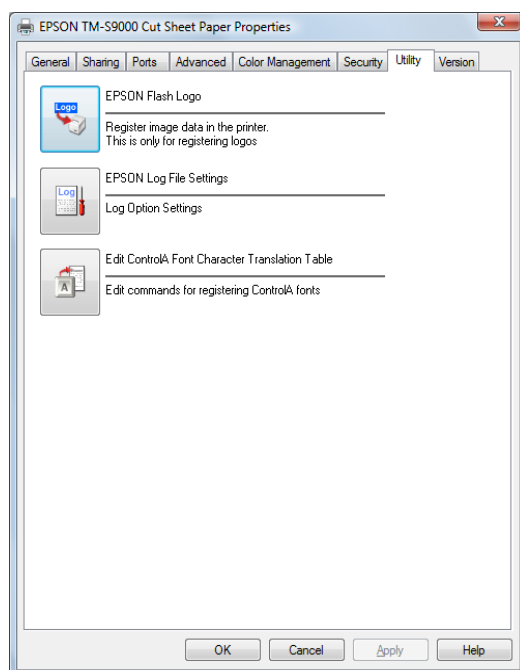 EPSON TM-S9000 Cut Sheet Paper Properties
General Sharing Ports Advanced Color Management Security Utility Version
Logo
EPSON Flash Logo
Register image data in the printer.
This is only for registering logos
Log
EPSON Log File Settings
Log Option Settings
A
Edit ControlA Font Character Translation Table
Edit commands for registering ControlA fonts
OK Cancel Apply Help